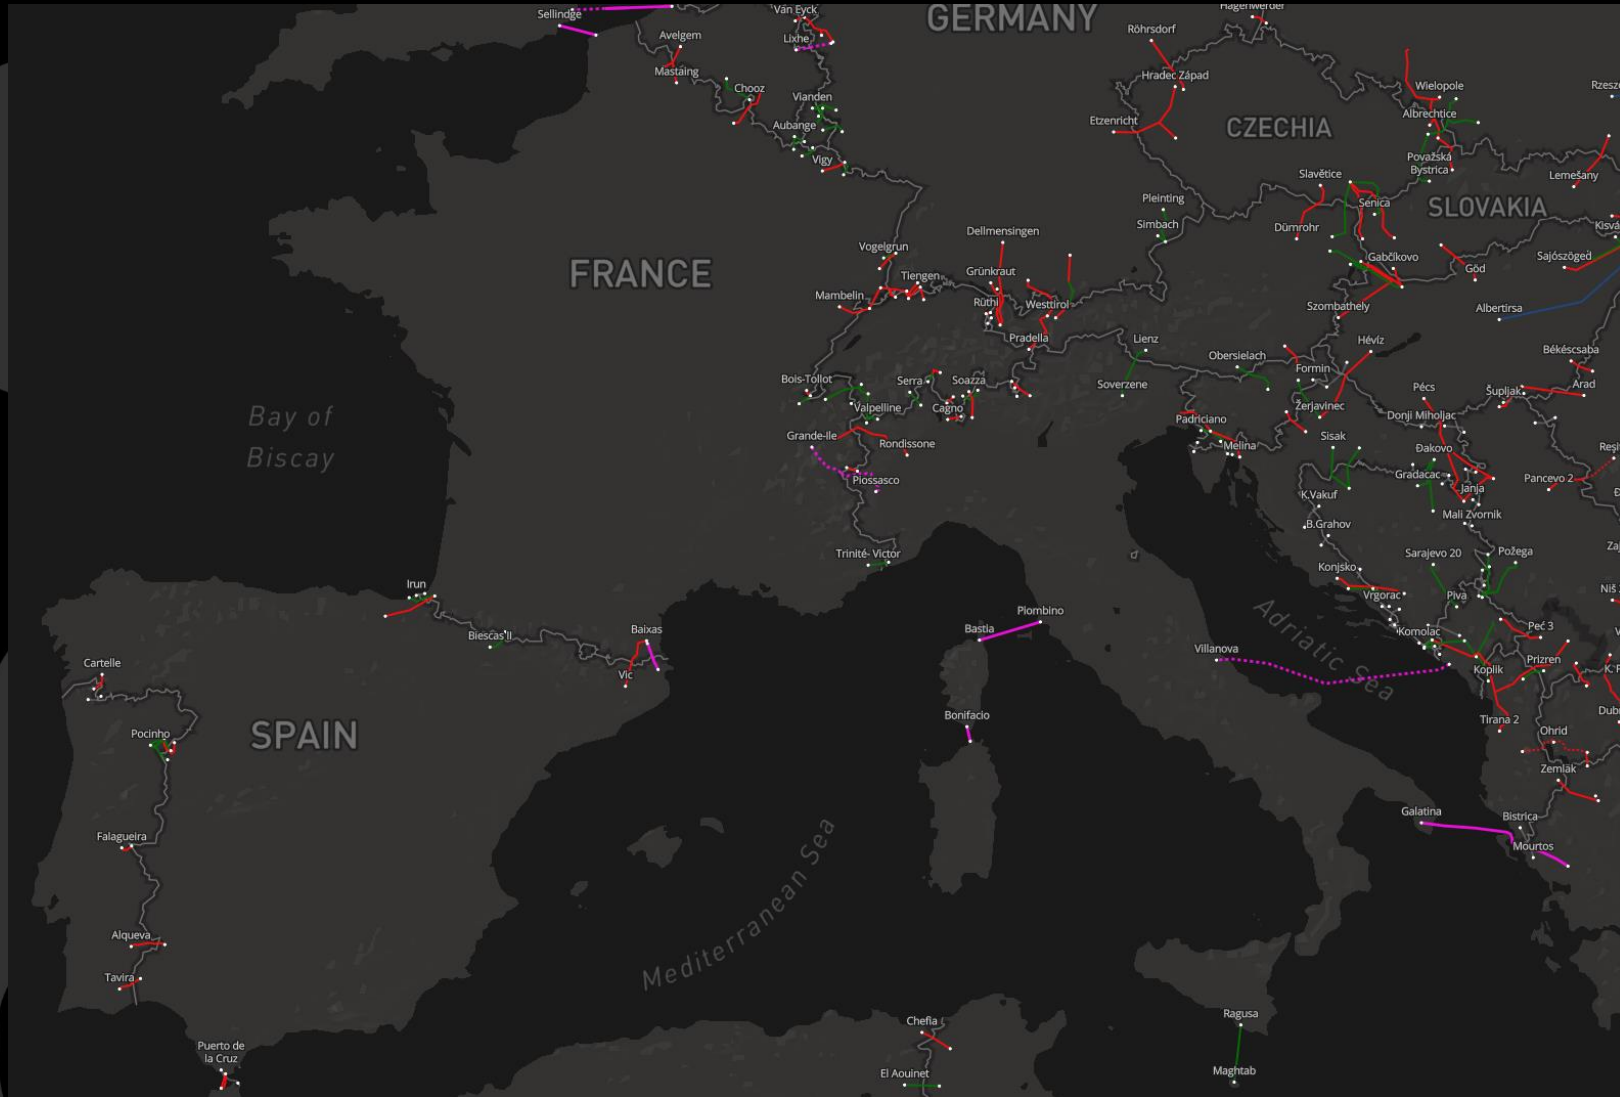 Sellindge
Van Eyck
GERMANY
Hagenwerder
Avelgem
Lixhe
Röhrsdorf
Mastaing
Hradec Západ
Wielopole
Chooz
Vianden
Albrechtice
Etzenricht
CZECHIA
Aubange
Vigy
Považská
Bystrica
Slavětice
Lemešany
Pleinting
Senica
SLOVAKIA
Simbach
Dümrohr
Dellmensingen
Vogelgrun
Gabčíkovo
Sajószöged
FRANCE
Tiengen
Grünkraut
Göd
Mambelin
Rüthi
Westtirol
Szombathely
Albertirsa
Pradella
Lienz
Hévíz
Obersielach
Békéscsaba
Bois-Tollot
Serra
Soazza
Soverzene
Formin
Pécs
Šupljak
Arad
Valpelline
Cagno
Žerjavinec
Donji Miholjac
Bay of
Biscay
Padriciano
Grande-ile
Rondissone
Melina
Sisak
Đakovo
Piossasco
Gradacac
Janja
Pancevo 2
K.Vakuf
Mali Zvornik
B.Grahov
Trinité- Victor
Sarajevo 20
Požega
Irun
Konjsko
Vrgorac
Piva
Niš
Adriatic Sea
Piombino
Bastia
Biescas II
Baixas
Komolac
Peć 3
Villanova
Cartelle
Vic
Koplik
Prizren
Bonifacio
Tirana 2
Pocinho
SPAIN
Ohrid
Zemlak
Galatina
Bistrica
Falagueira
Mourtos
Mediterranean Sea
Alqueva
Tavira
Ragusa
Chefia
Puerto de
la Cruz
El Aouinet
Maghtab